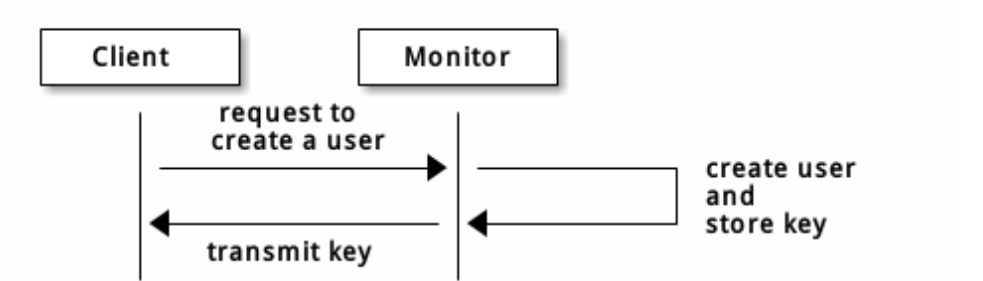 Client
Monitor
request to
create a user
create user
and
store key
transmit key